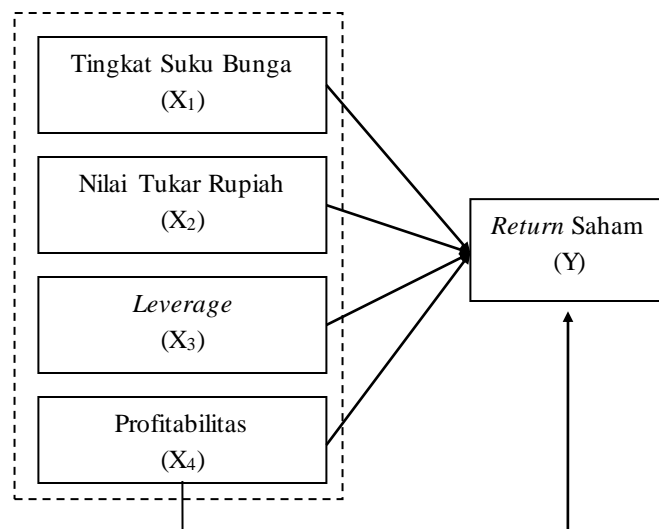 Tingkat Suku Bunga
(X₁)
Nilai Tukar Rupiah
(X₂)
Leverage
(X₃)
Profitabilitas
(X₄)
Return Saham
(Y)